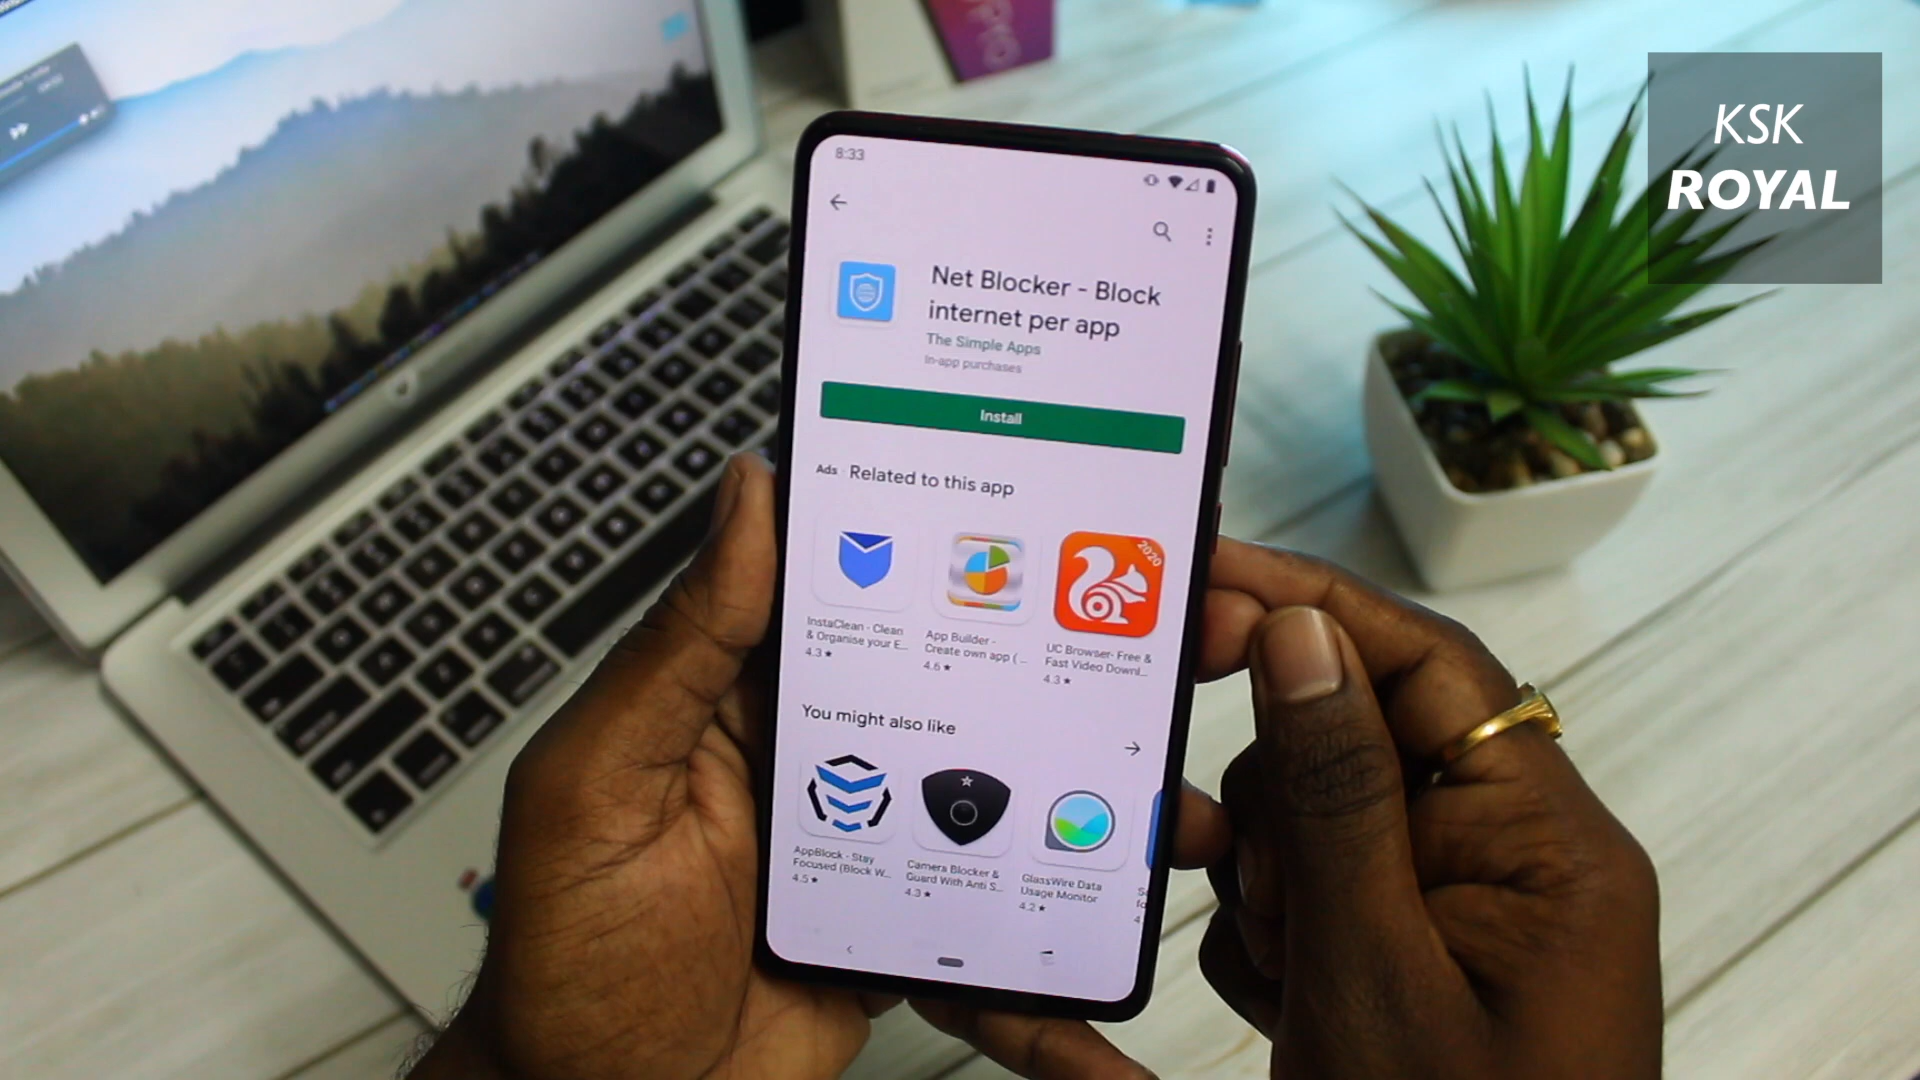 KSK
ROYAL
8:33
Net Blocker - Block
internet per app
The Simple Apps
In-app purchases
Install
Ads · Related to this app
InstaClean - Clean
& Organise your E...
4.3★
App Builder -
Create own app (...
4.6★
2020
UC Browser- Free &
Fast Video Downl...
4.3★
You might also like
AppBlock - Stay
Focused (Block W...
4.5★
Camera Blocker &
Guard With Anti S...
4.3★
GlassWire Data
Usage Monitor
4.2★